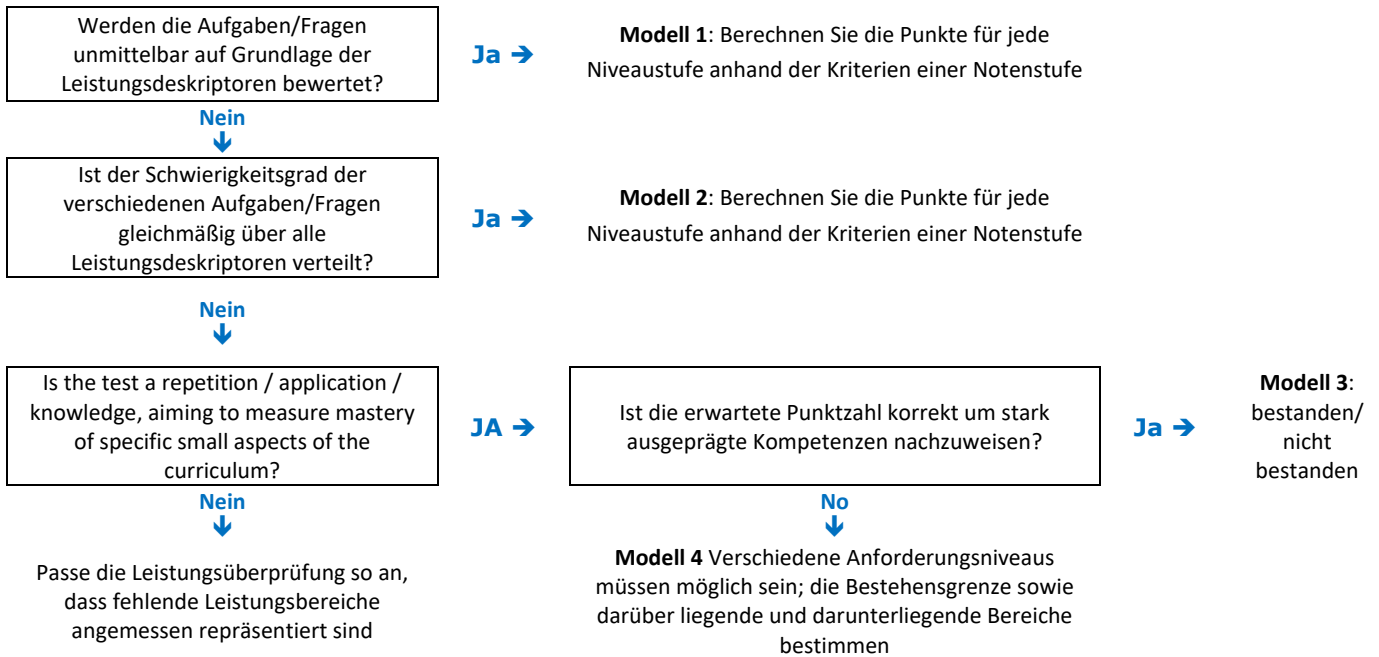 Werden die Aufgaben/Fragen
unmittelbar auf Grundlage der
Leistungsdeskriptoren bewertet?
Ja ➔
Modell 1: Berechnen Sie die Punkte für jede
Niveaustufe anhand der Kriterien einer Notenstufe
Nein
🡻
Ist der Schwierigkeitsgrad der
verschiedenen Aufgaben/Fragen
gleichmäßig über alle
Leistungsdeskriptoren verteilt?
Ja ➔
Modell 2: Berechnen Sie die Punkte für jede
Niveaustufe anhand der Kriterien einer Notenstufe
Nein
🡻
Is the test a repetition / application /
knowledge, aiming to measure mastery
of specific small aspects of the
curriculum?
JA ➔
Ist die erwartete Punktzahl korrekt um stark
ausgeprägte Kompetenzen nachzuweisen?
Ja ➔
Modell 3:
bestanden/
nicht
bestanden
Nein
🡻
Passe die Leistungsüberprüfung so an,
dass fehlende Leistungsbereiche
angemessen repräsentiert sind
No
🡻
Modell 4 Verschiedene Anforderungsniveaus
müssen möglich sein; die Bestehensgrenze sowie
darüber liegende und darunterliegende Bereiche
bestimmen